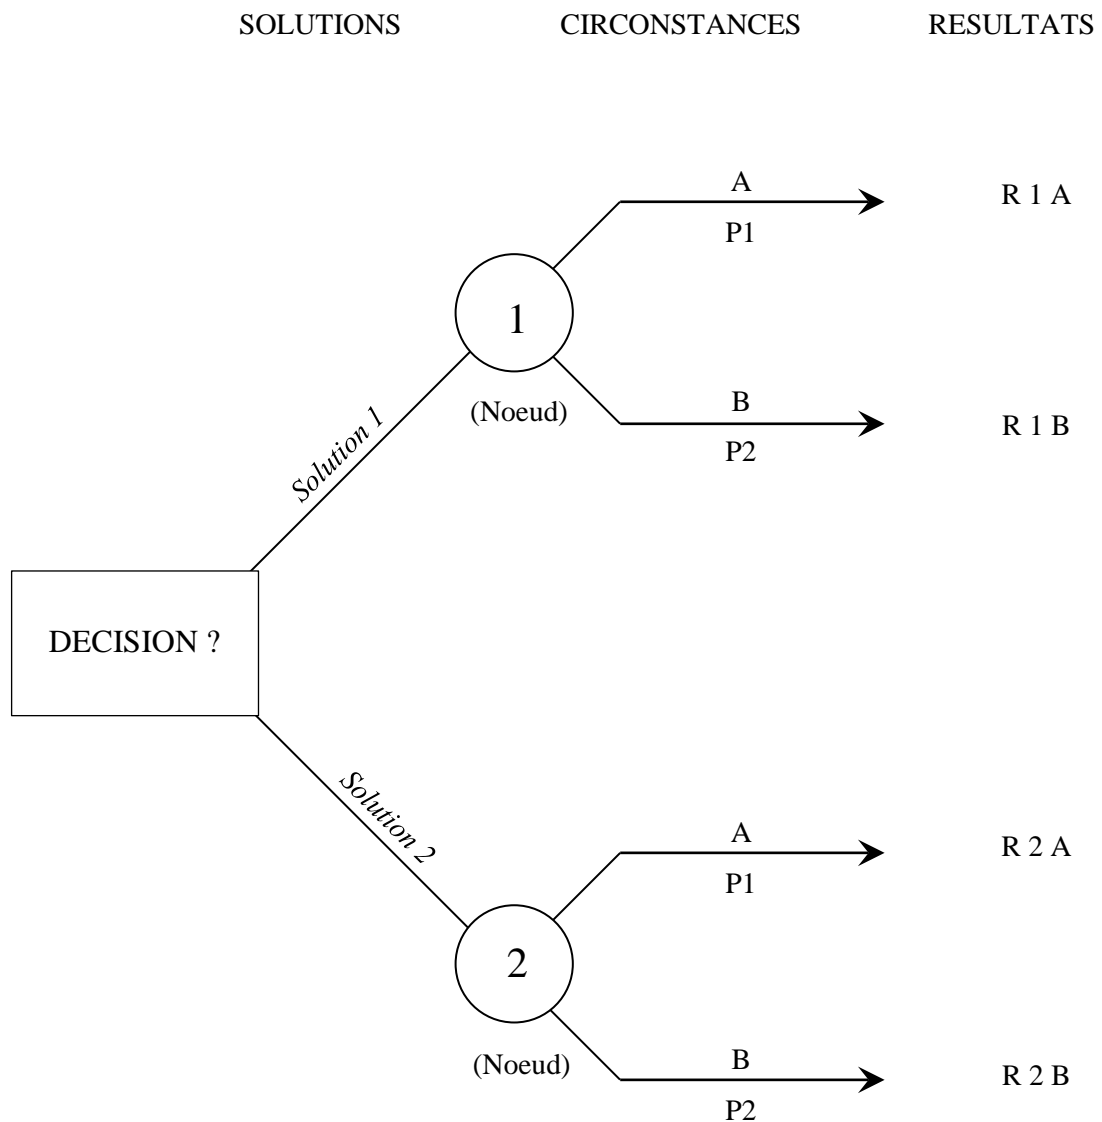 SOLUTIONS CIRCONSTANCES RESULTATS
A
R 1 A
P1
1
B
R 1 B
(Noeud)
P2
Solution 1
DECISION ?
Solution 2
A
R 2 A
P1
2
B
R 2 B
(Noeud)
P2